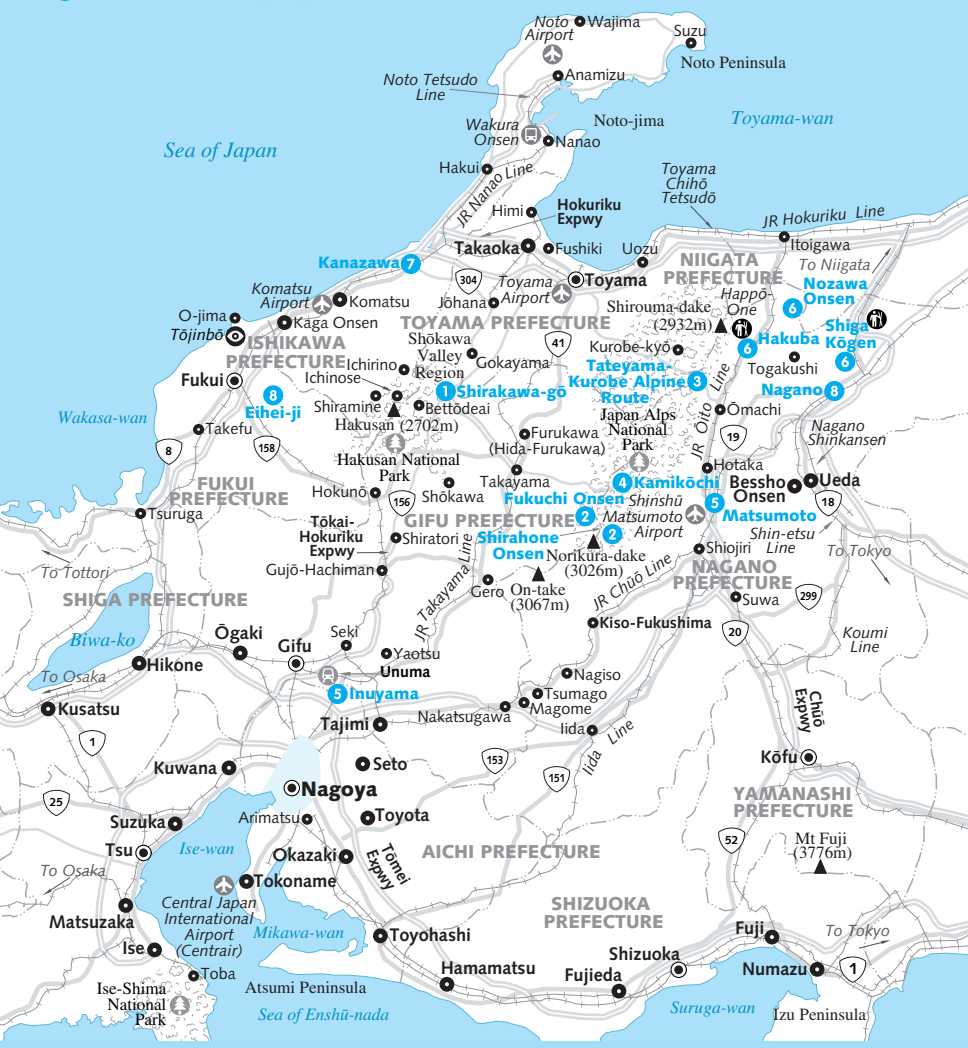 Noto
Airport
Wajima
Suzu
Noto Peninsula
Anamizu
Noto Tetsudo
Line
Toyama-wan
Noto-jima
Wakura
Onsen
Nanao
Sea of Japan
Hakui
JR Nanao Line
Toyama
Chihō
Tetsudō
Himi
Hokuriku
Expwy
JR Hokuriku Line
Takaoka
Fushiki
Uozu
Itoigawa
Kanazawa 7
NIIGATA
PREFECTURE
To Niigata
304
Toyama
Airport
Toyama
Komatsu
Airport
Komatsu
Jōhana
Shirouma-dake
(2932m)
Happō-
One
Nozawa
Onsen
6
O-jima
Tōjinbō
Kaga Onsen
TOYAMA PREFECTURE
41
Shiga
Kōgen
6
ISHIKAWA
PREFECTURE
Shōkawa
Valley
Region
Gokayama
Kurobe-kyō
6 Hakuba
Togakushi
Ichirino
Ichinose
Fukui
Tateyama-
Kurobe Alpine
Route
3
8
Eihei-ji
1 Shirakawa-gō
Nagano 8
Shiramine
Bettōdeai
Hakusan (2702m)
Japan Alps
National
Park
JR Ōito Line
Ōmachi
Wakasa-wan
Takefu
Furukawa
(Hida-Furukawa)
19
Nagano
Shinkansen
8
158
Hakusan National
Park
Hotaka
Takayama
Shōkawa
4 Kamikōchi
Bessho
Onsen
Ueda
FUKUI
PREFECTURE
Hokunō
156
Fukuchi Onsen
2
Shinshū
Matsumoto
Airport
5
Matsumoto
18
Tsuruga
GIFU PREFECTURE
Shin-etsu
Line
Tōkai-
Hokuriku
Expwy
Shiratori
Shirahone
Onsen
2
Norikura-dake
(3026m)
Shiojiri
To Tokyo
To Tottori
Gujō-Hachiman
JR Takayama Line
Gero
On-take
(3067m)
JR Chūō Line
NAGANO
PREFECTURE
SHIGA PREFECTURE
Suwa
299
Biwa-ko
Ōgaki
Gifu
Seki
Kiso-Fukushima
20
Koumi
Line
Hikone
Yaotsu
Unuma
To Osaka
Nagiso
5 Inuyama
Tsumago
Magome
Chūō
Expwy
Kusatsu
Tajimi
Nakatsugawa
Iida
Iida Line
1
153
Kōfu
Kuwana
Seto
151
Nagoya
25
YAMANASHI
PREFECTURE
Suzuka
Arimatsu
Toyota
Tsu
Ise-wan
Okazaki
Tōmei
Expwy
AICHI PREFECTURE
52
Mt Fuji
(3776m)
To Osaka
Tokoname
Matsuzaka
Central Japan
International
Airport
(Centrair)
Mikawa-wan
SHIZUOKA
PREFECTURE
Fuji
To Tokyo
Ise
Toyohashi
Shizuoka
Numazu
1
Toba
Hamamatsu
Fujieda
Ise-Shima
National
Park
Atsumi Peninsula
Sea of Enshū-nada
Suruga-wan
Izu Peninsula